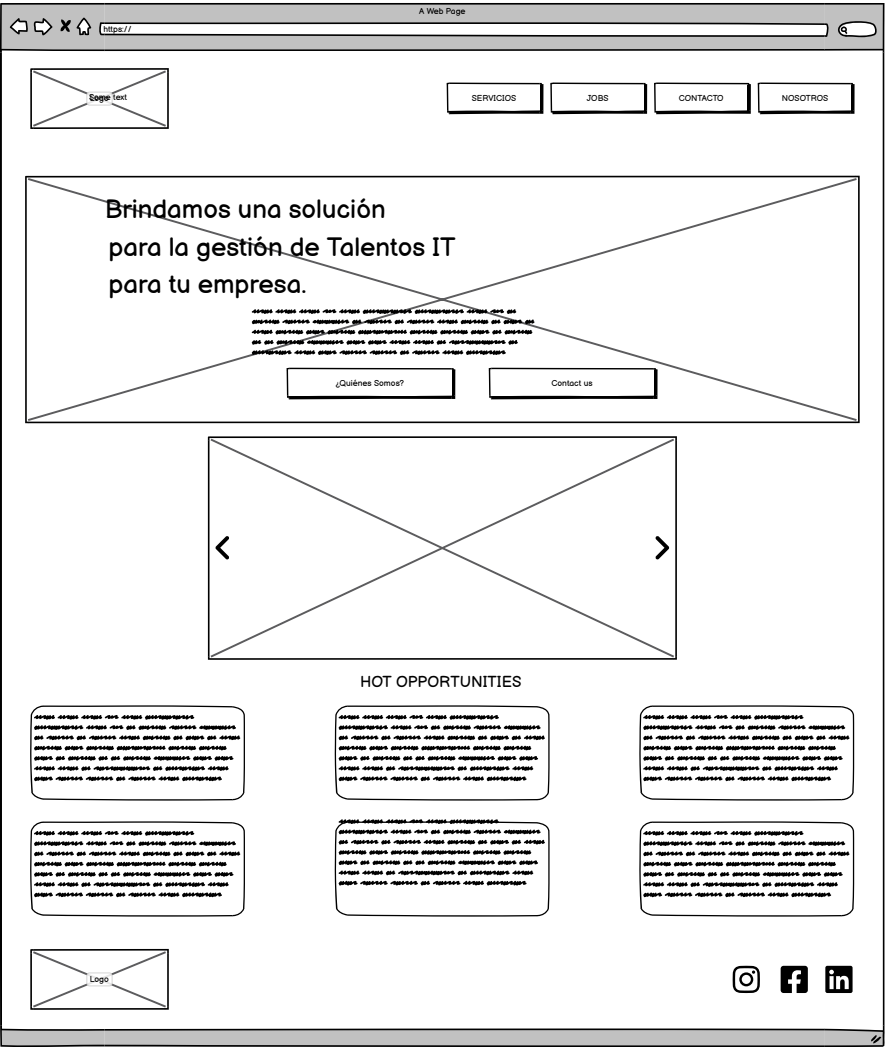 A Web Page
https://
Some text
Logo
SERVICIOS
JOBS
CONTACTO
NOSOTROS
Brindamos una solución
para la gestión de Talentos IT
para tu empresa.
¿Quiénes Somos?
Contact us
HOT OPPORTUNITIES
Logo